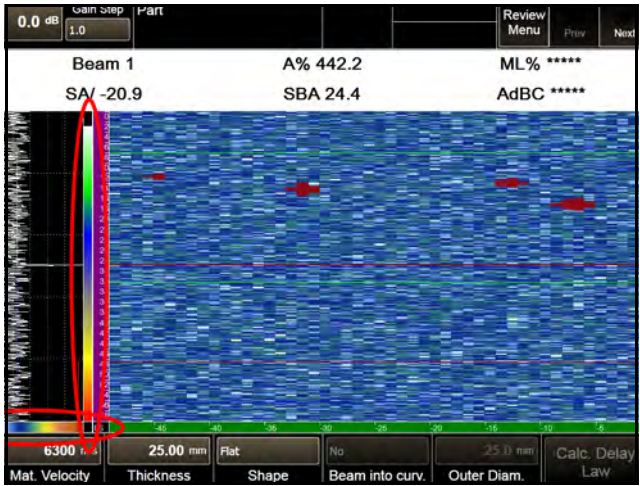 0.0 dB
Gain Step
1.0
Part
Review
Menu
Prev
Next
Beam 1
A% 442.2
ML% *****
SA/ -20.9
SBA 24.4
AdBC *****
-45
-40
-35
-30
-25
-20
-15
-10
-5
6300
Mat. Velocity
25.00 mm
Thickness
Flat
Shape
No
Beam into curv.
25.0 mm
Outer Diam.
Calc. Delay
Law